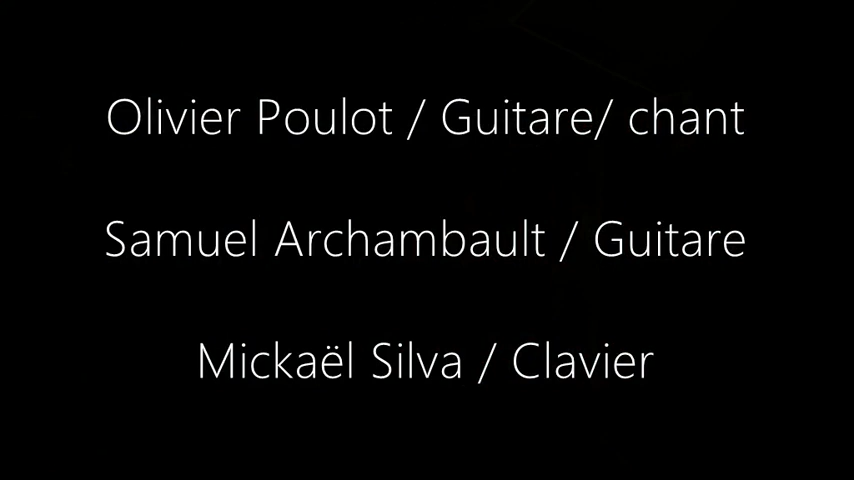 Olivier Poulot / Guitare/ chant
Samuel Archambault / Guitare
Mickaël Silva / Clavier